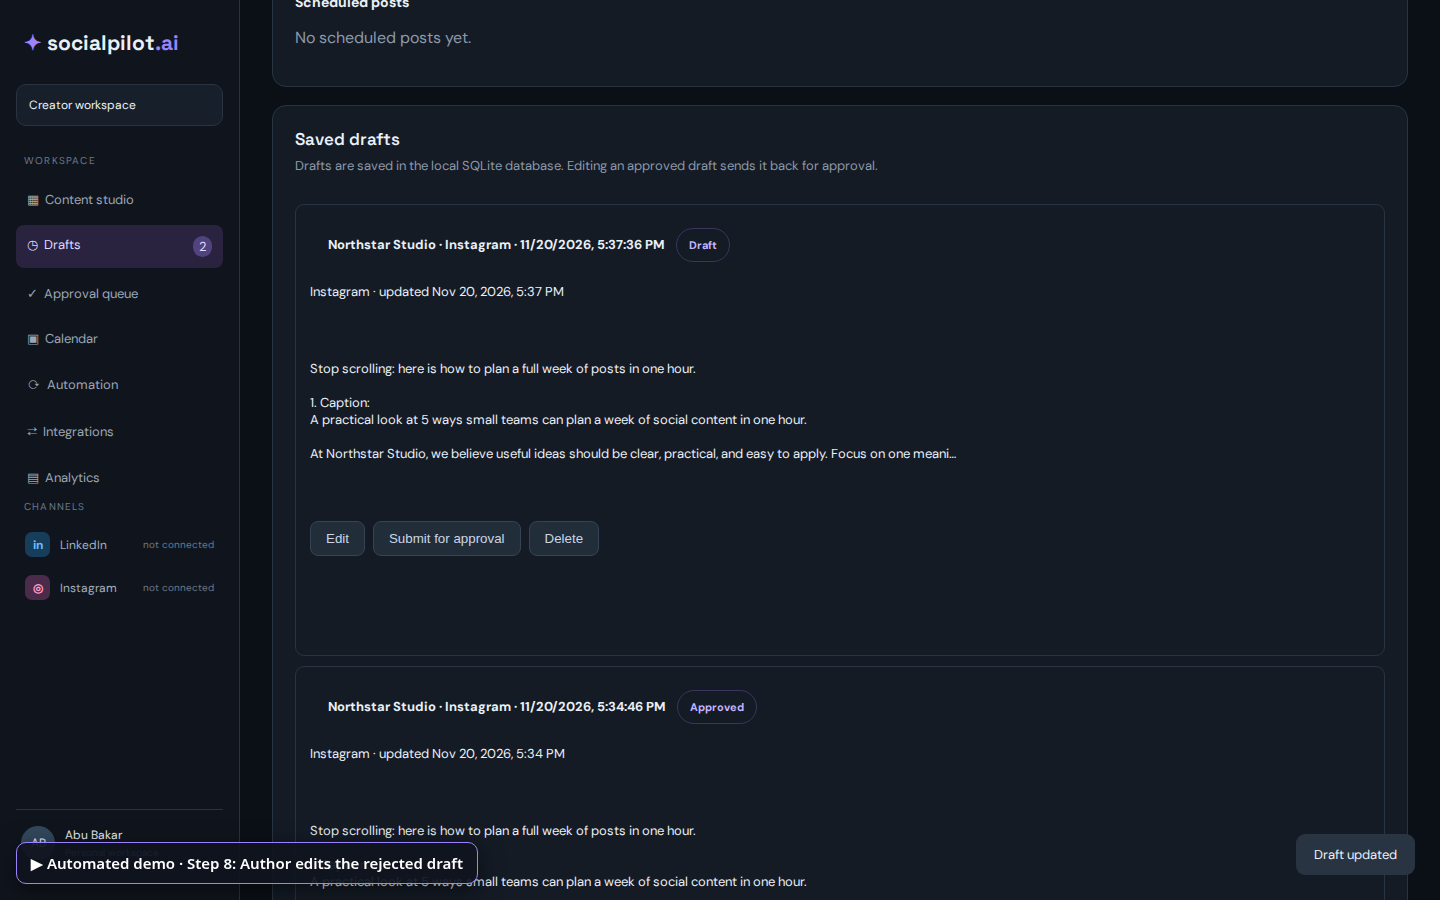 socialpilot.ai
Creator workspace
WORKSPACE
Content studio
Drafts 2
Approval queue
Calendar
Automation
Integrations
Analytics
CHANNELS
in LinkedIn not connected
Instagram not connected
Abu Bakar
▶ Automated demo · Step 8: Author edits the rejected draft
Scheduled posts
No scheduled posts yet.
Saved drafts
Drafts are saved in the local SQLite database. Editing an approved draft sends it back for approval.
Northstar Studio · Instagram · 11/20/2026, 5:37:36 PM Draft
Instagram · updated Nov 20, 2026, 5:37 PM
Stop scrolling: here is how to plan a full week of posts in one hour.
1. Caption:
A practical look at 5 ways small teams can plan a week of social content in one hour.
At Northstar Studio, we believe useful ideas should be clear, practical, and easy to apply. Focus on one meani…
Edit Submit for approval Delete
Northstar Studio · Instagram · 11/20/2026, 5:34:46 PM Approved
Instagram · updated Nov 20, 2026, 5:34 PM
Stop scrolling: here is how to plan a full week of posts in one hour.
A practical look at 5 ways small teams can plan a week of social content in one hour.
Draft updated